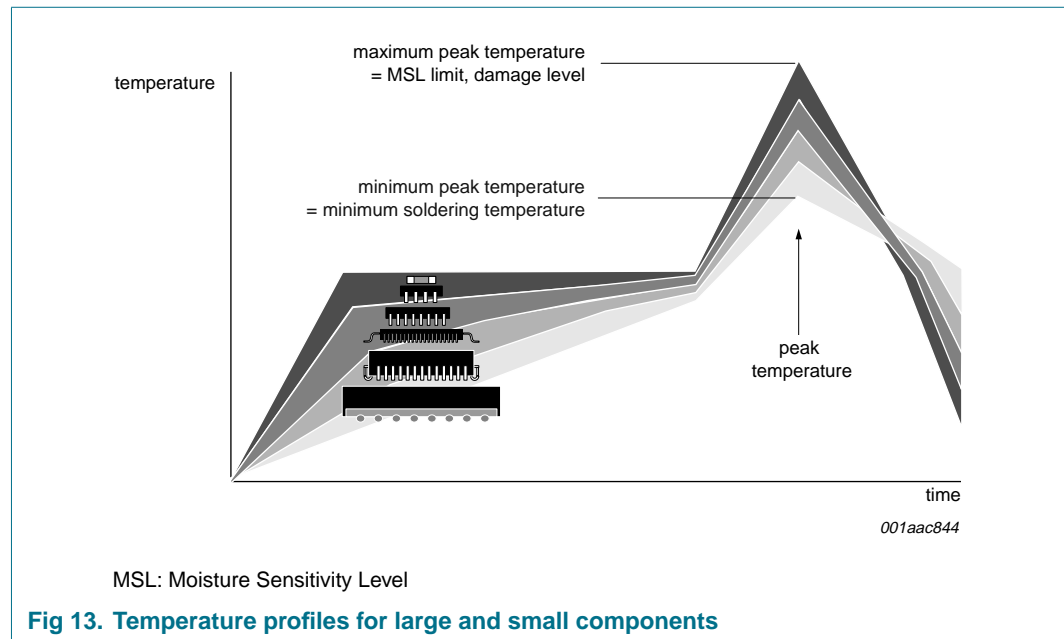 maximum peak temperature
= MSL limit, damage level
temperature
minimum peak temperature
= minimum soldering temperature
peak
temperature
time
001aac844
MSL: Moisture Sensitivity Level
Fig 13. Temperature profiles for large and small components